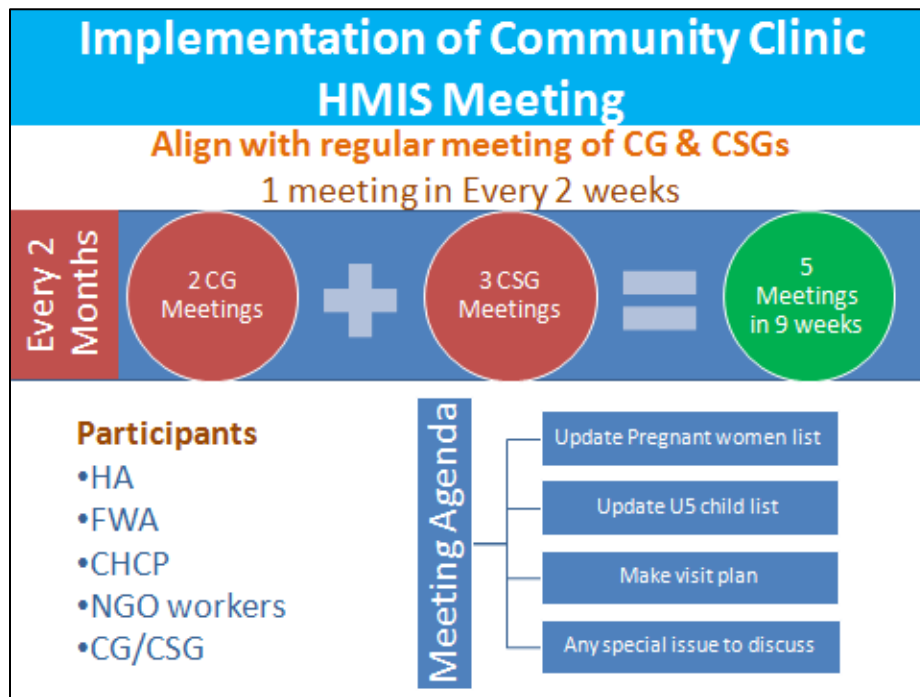 Implementation of Community Clinic
HMIS Meeting
Align with regular meeting of CG & CSGs
1 meeting in Every 2 weeks
Every 2
Months
2 CG
Meetings
3 CSG
Meetings
5
Meetings
in 9 weeks
Participants
•HA
•FWA
•CHCP
•NGO workers
•CG/CSG
Meeting Agenda
Update Pregnant women list
Update U5 child list
Make visit plan
Any special issue to discuss